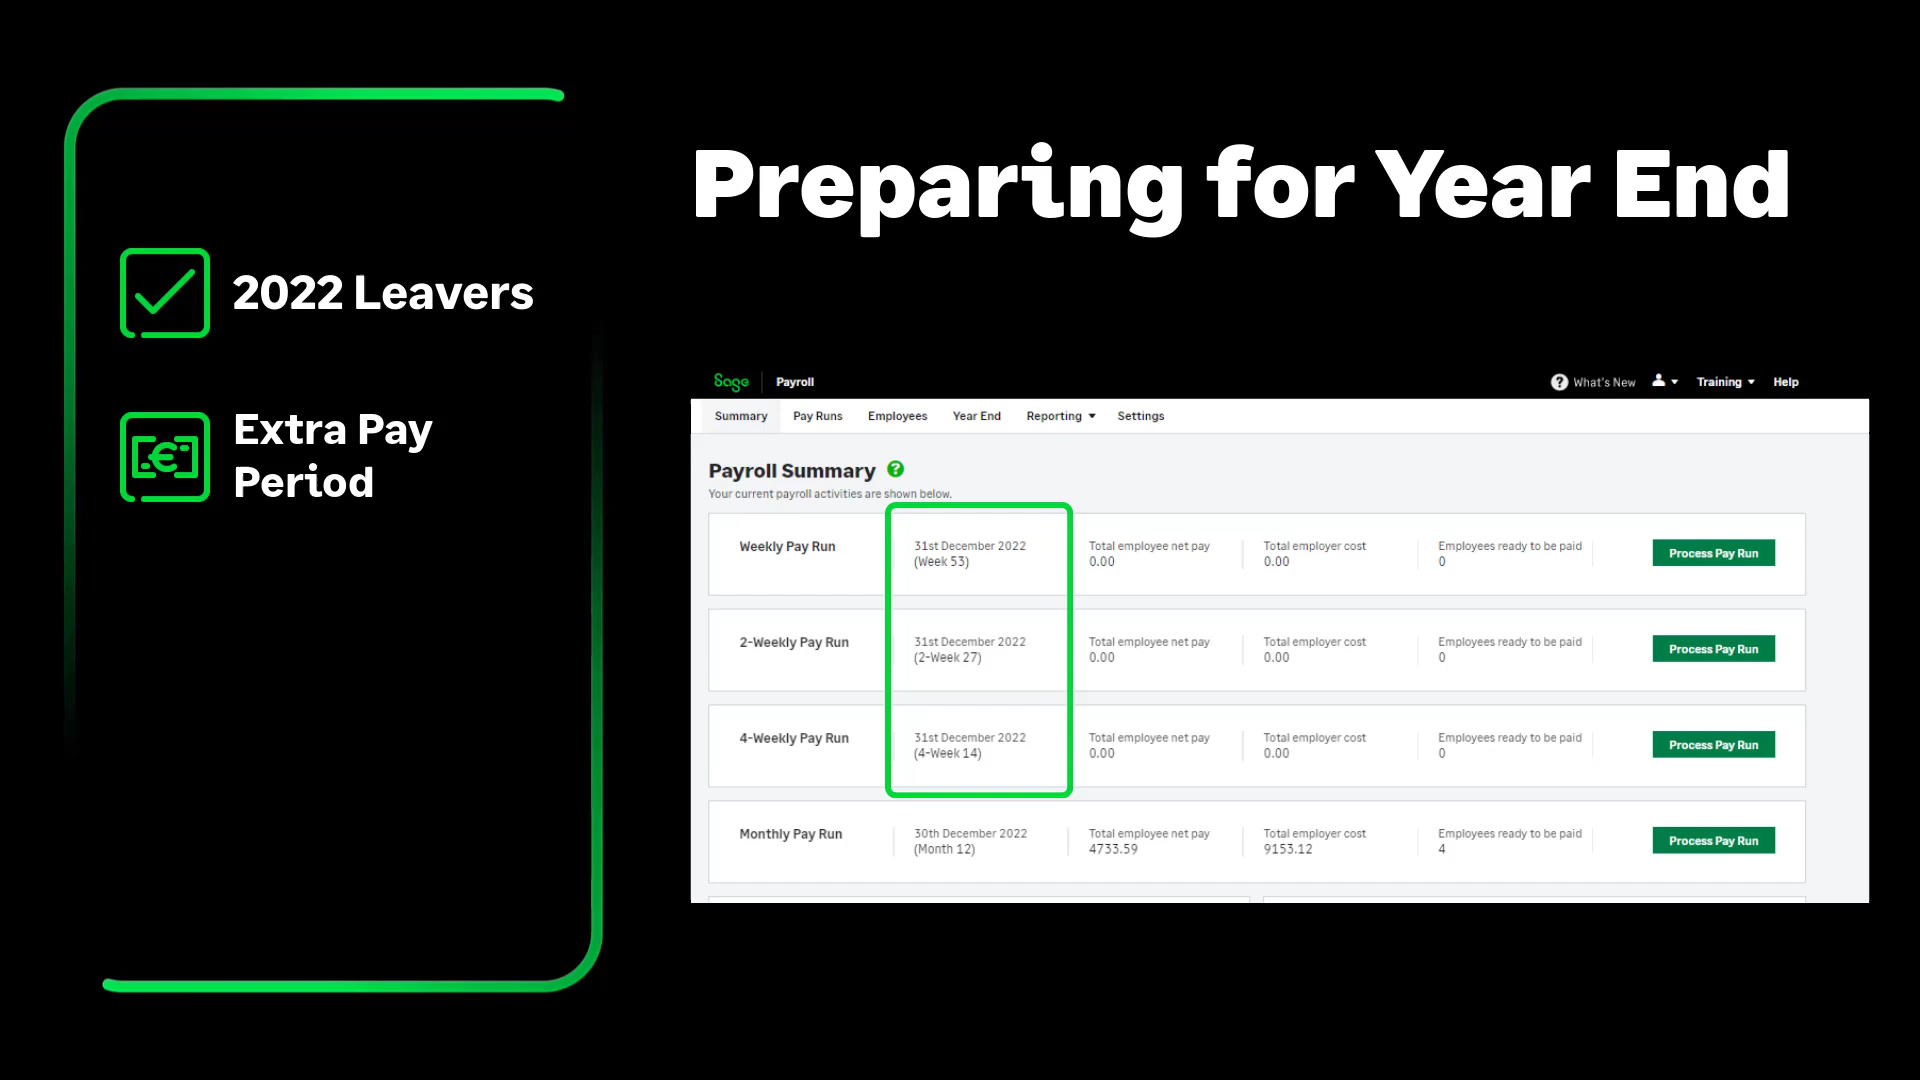 Preparing for Year End
2022 Leavers
Extra Pay
Period
Sage Payroll ? What's New Training Help
Summary Pay Runs Employees Year End Reporting Settings
Payroll Summary ?
Your current payroll activities are shown below.
Weekly Pay Run 31st December 2022 Total employee net pay Total employer cost Employees ready to be paid Process Pay Run
(Week 53) 0.00 0.00 0
2-Weekly Pay Run 31st December 2022 Total employee net pay Total employer cost Employees ready to be paid Process Pay Run
(2-Week 27) 0.00 0.00 0
4-Weekly Pay Run 31st December 2022 Total employee net pay Total employer cost Employees ready to be paid Process Pay Run
(4-Week 14) 0.00 0.00 0
Monthly Pay Run 30th December 2022 Total employee net pay Total employer cost Employees ready to be paid Process Pay Run
(Month 12) 4733.59 9153.12 4